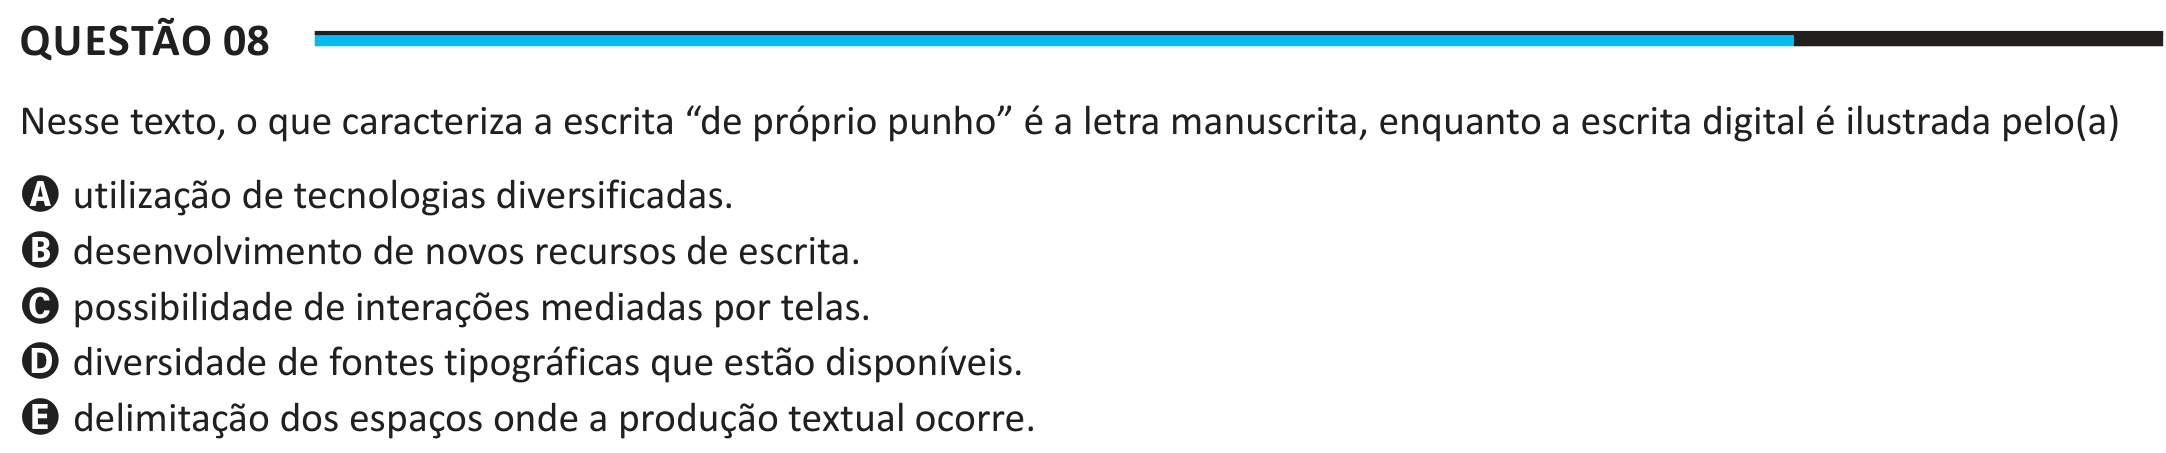 QUESTÃO 08
Nesse texto, o que caracteriza a escrita “de próprio punho” é a letra manuscrita, enquanto a escrita digital é ilustrada pelo(a)
A utilização de tecnologias diversificadas.
B desenvolvimento de novos recursos de escrita.
C possibilidade de interações mediadas por telas.
D diversidade de fontes tipográficas que estão disponíveis.
E delimitação dos espaços onde a produção textual ocorre.